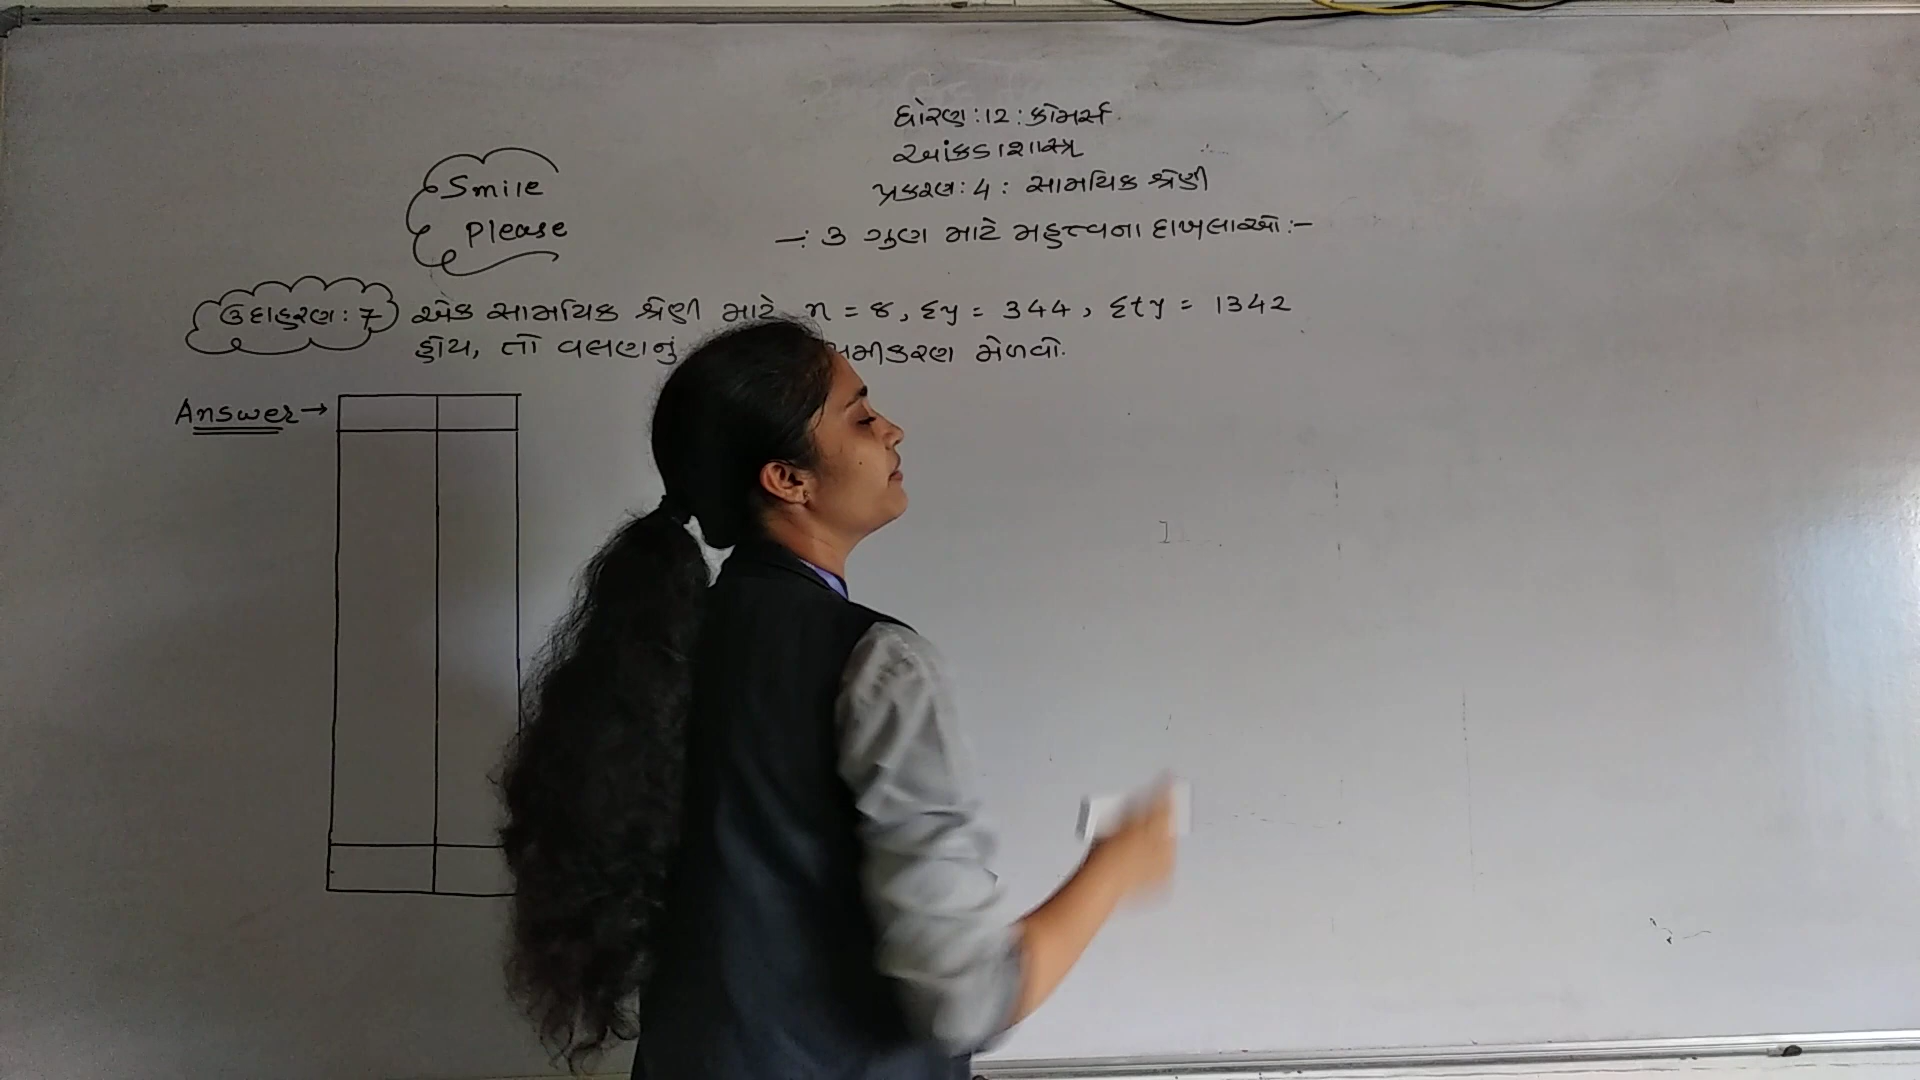 ધોરણ : 12 : કોમર્સ.
આંકડાશાસ્ત્ર
પ્રકરણ : 4 : સામયિક શ્રેણી
-: 3 ગુણ માટે મહત્ત્વના દાખલાઓ :-
Smile
Please
ઉદાહરણ : 7 એક સામયિક શ્રેણી માટે n = 8, Σy = 344, Σty = 1342
હોય, તો વલણનું સમીકરણ મેળવો.
Answer →